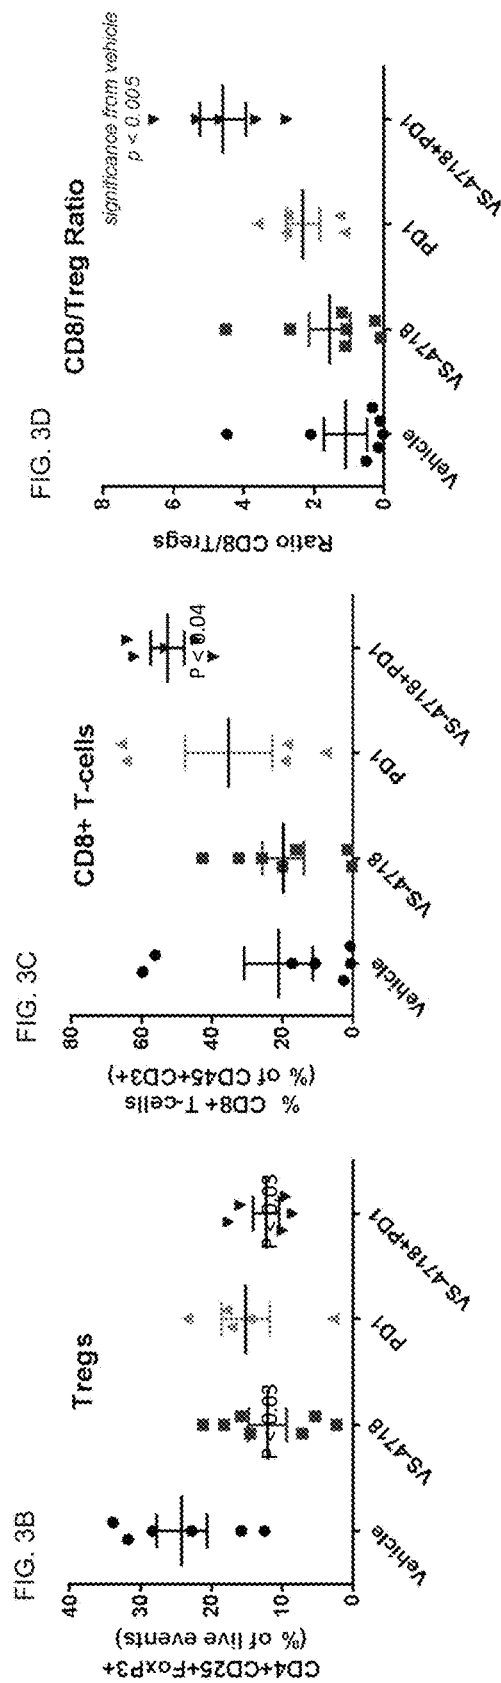 FIG. 3B
Tregs
CD4+CD25+FoxP3+
(% of live events)
40
30
20
10
0
P < 0.03
P < 0.03
Vehicle
VS-4718
PD1
VS-4718+PD1
FIG. 3C
CD8+ T-cells
% CD8+ T-cells
(% of CD45+CD3+)
80
60
40
20
0
P < 0.04
Vehicle
VS-4718
PD1
VS-4718+PD1
FIG. 3D
CD8/Treg Ratio
significance from vehicle
p < 0.005
Ratio CD8/Tregs
8
6
4
2
0
Vehicle
VS-4718
PD1
VS-4718+PD1